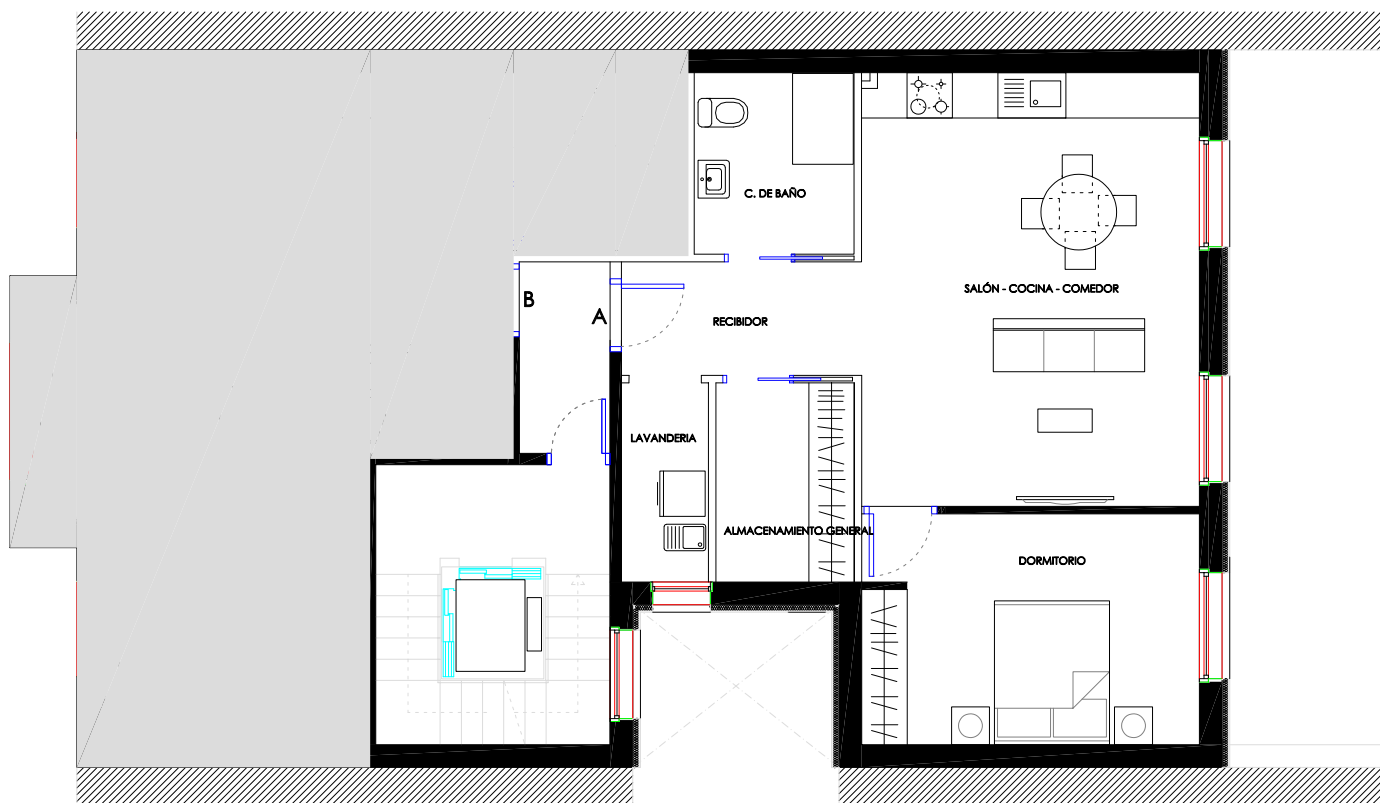 C. DE BAÑO
SALÓN - COCINA - COMEDOR
B
A
RECIBIDOR
LAVANDERIA
ALMACENAMIENTO GENERAL
DORMITORIO